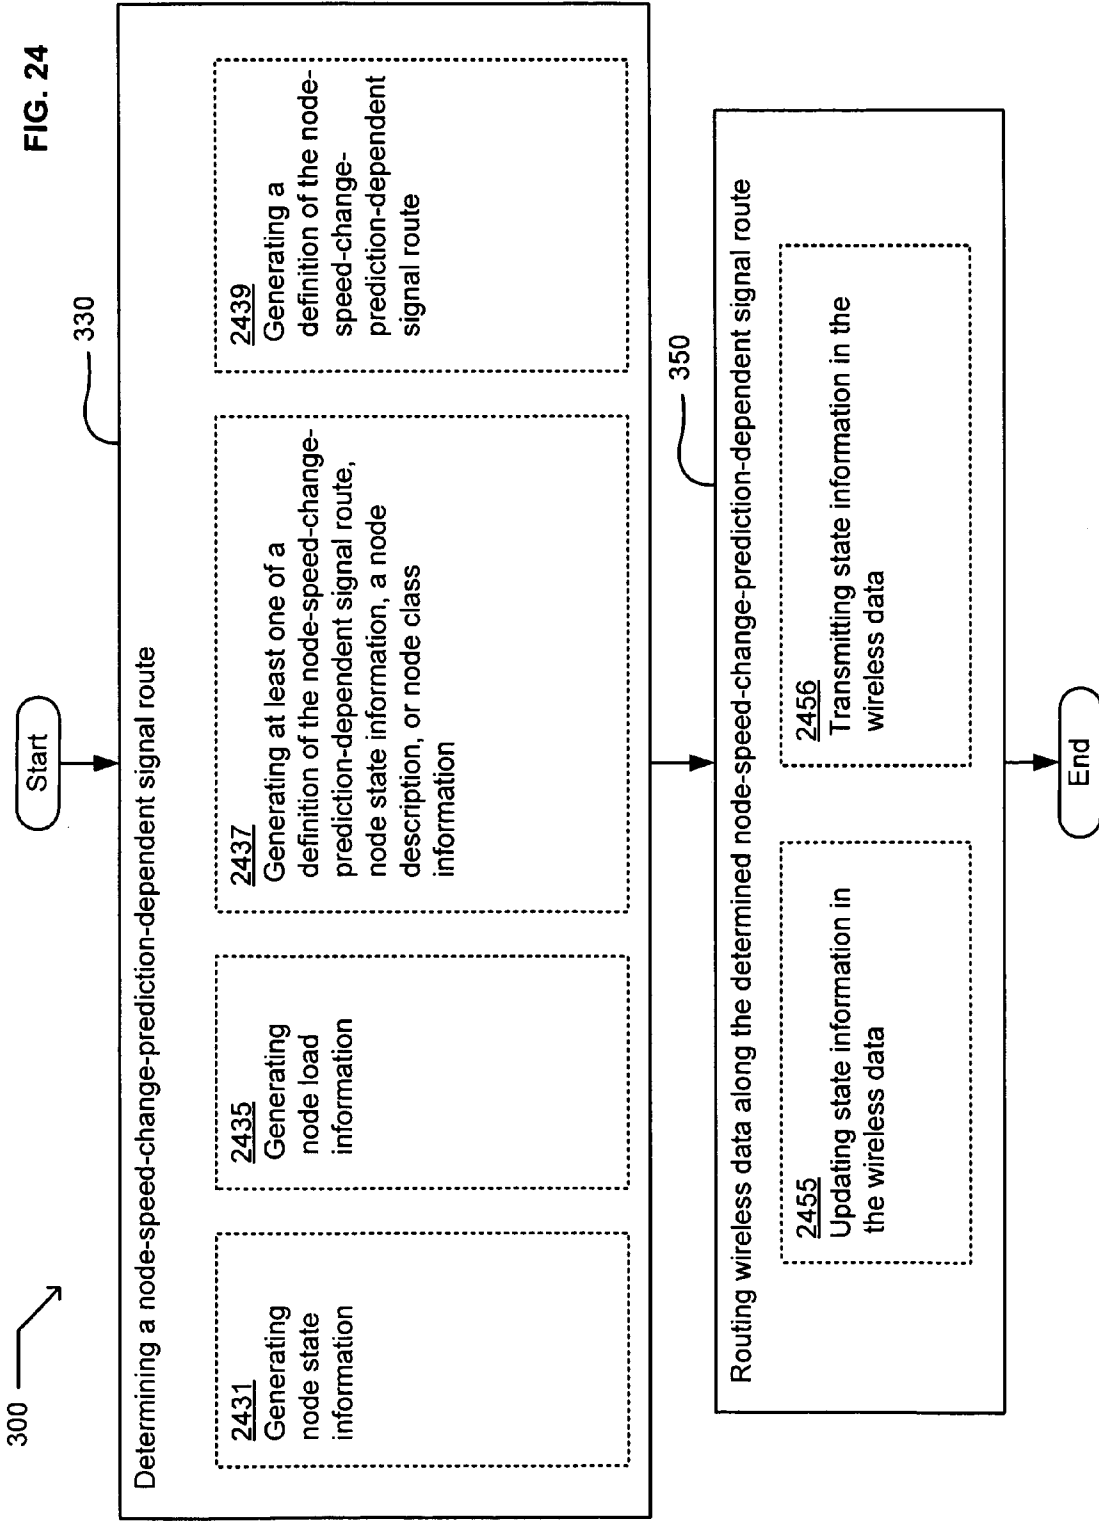 FIG. 24
300
Start
330
Determining a node-speed-change-prediction-dependent signal route
2431
Generating
node state
information
2435
Generating
node load
information
2437
Generating at least one of a
definition of the node-speed-change-
prediction-dependent signal route,
node state information, a node
description, or node class
information
2439
Generating a
definition of the node-
speed-change-
prediction-dependent
signal route
350
Routing wireless data along the determined node-speed-change-prediction-dependent signal route
2455
Updating state information in
the wireless data
2456
Transmitting state information in the
wireless data
End